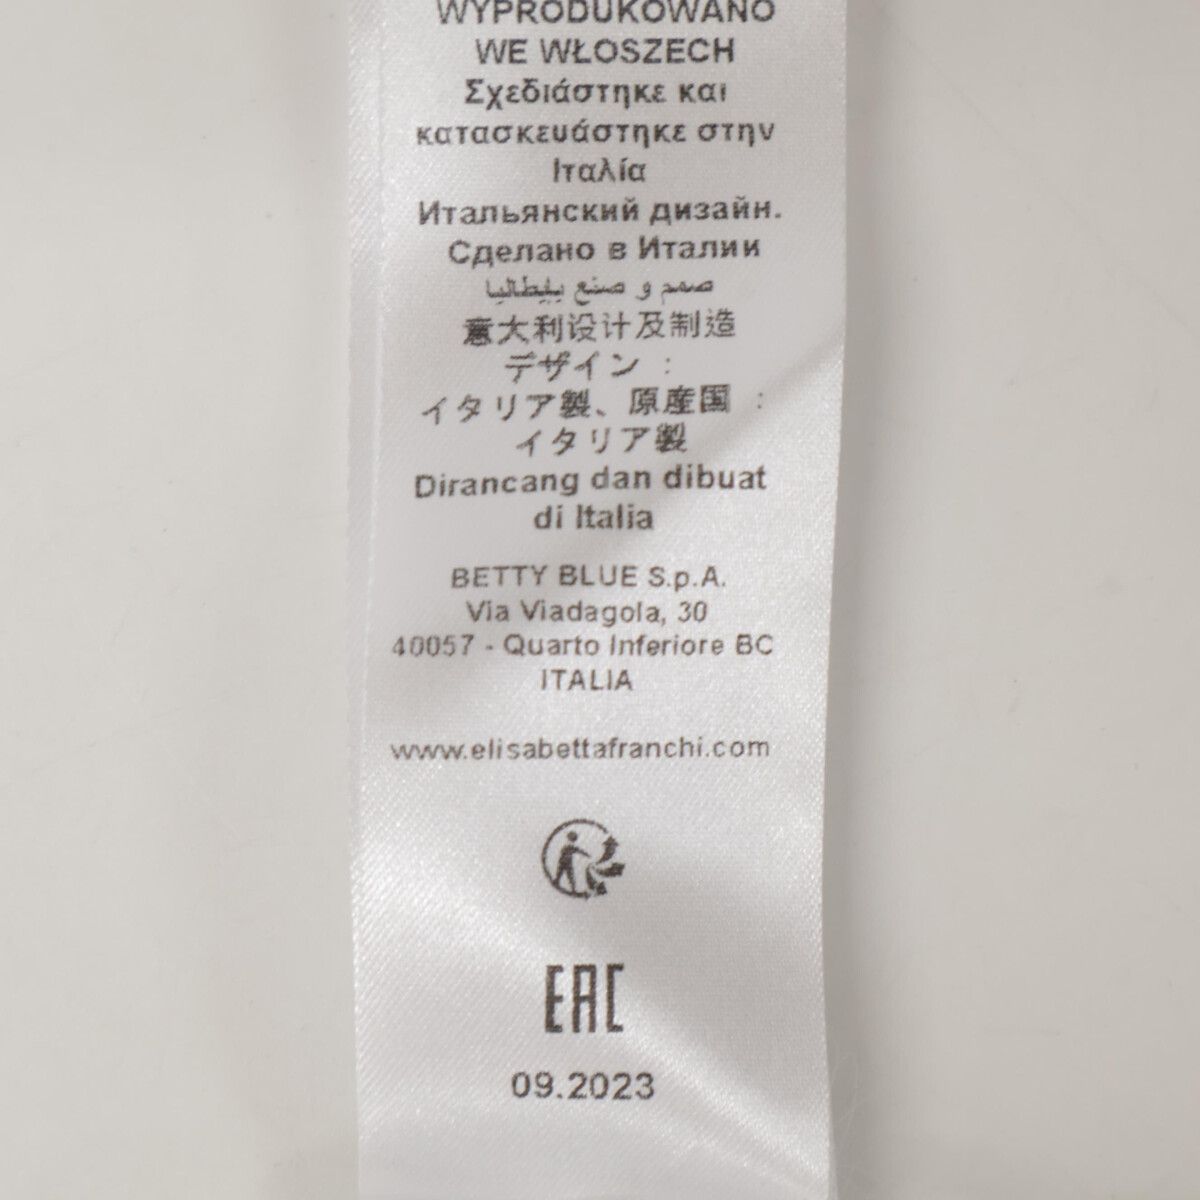 WYPRODUKOWANO
WE WŁOSZECH
Σχεδιάστηκε και
κατασκευάστηκε στην
Ιταλία
Итальянский дизайн.
Сделано в Италии
صمم و صنع بإيطاليا
意大利设计及制造
デザイン :
イタリア製、原産国 :
イタリア製
Dirancang dan dibuat
di Italia
BETTY BLUE S.p.A.
Via Viadagola, 30
40057 - Quarto Inferiore BC
ITALIA
www.elisabettafranchi.com
EAC
09.2023